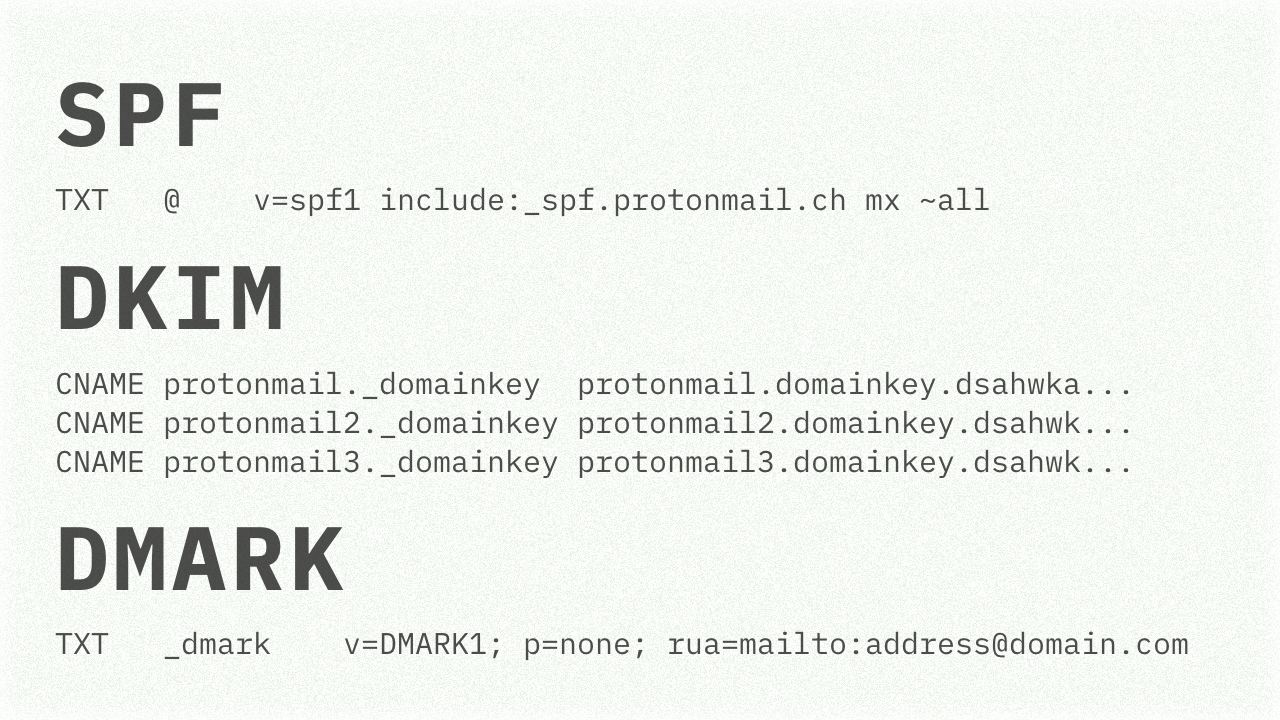 SPF
TXT @ v=spf1 include:_spf.protonmail.ch mx ~all
DKIM
CNAME protonmail._domainkey protonmail.domainkey.dsahwka...
CNAME protonmail2._domainkey protonmail2.domainkey.dsahwk...
CNAME protonmail3._domainkey protonmail3.domainkey.dsahwk...
DMARK
TXT _dmark v=DMARK1; p=none; rua=mailto:address@domain.com